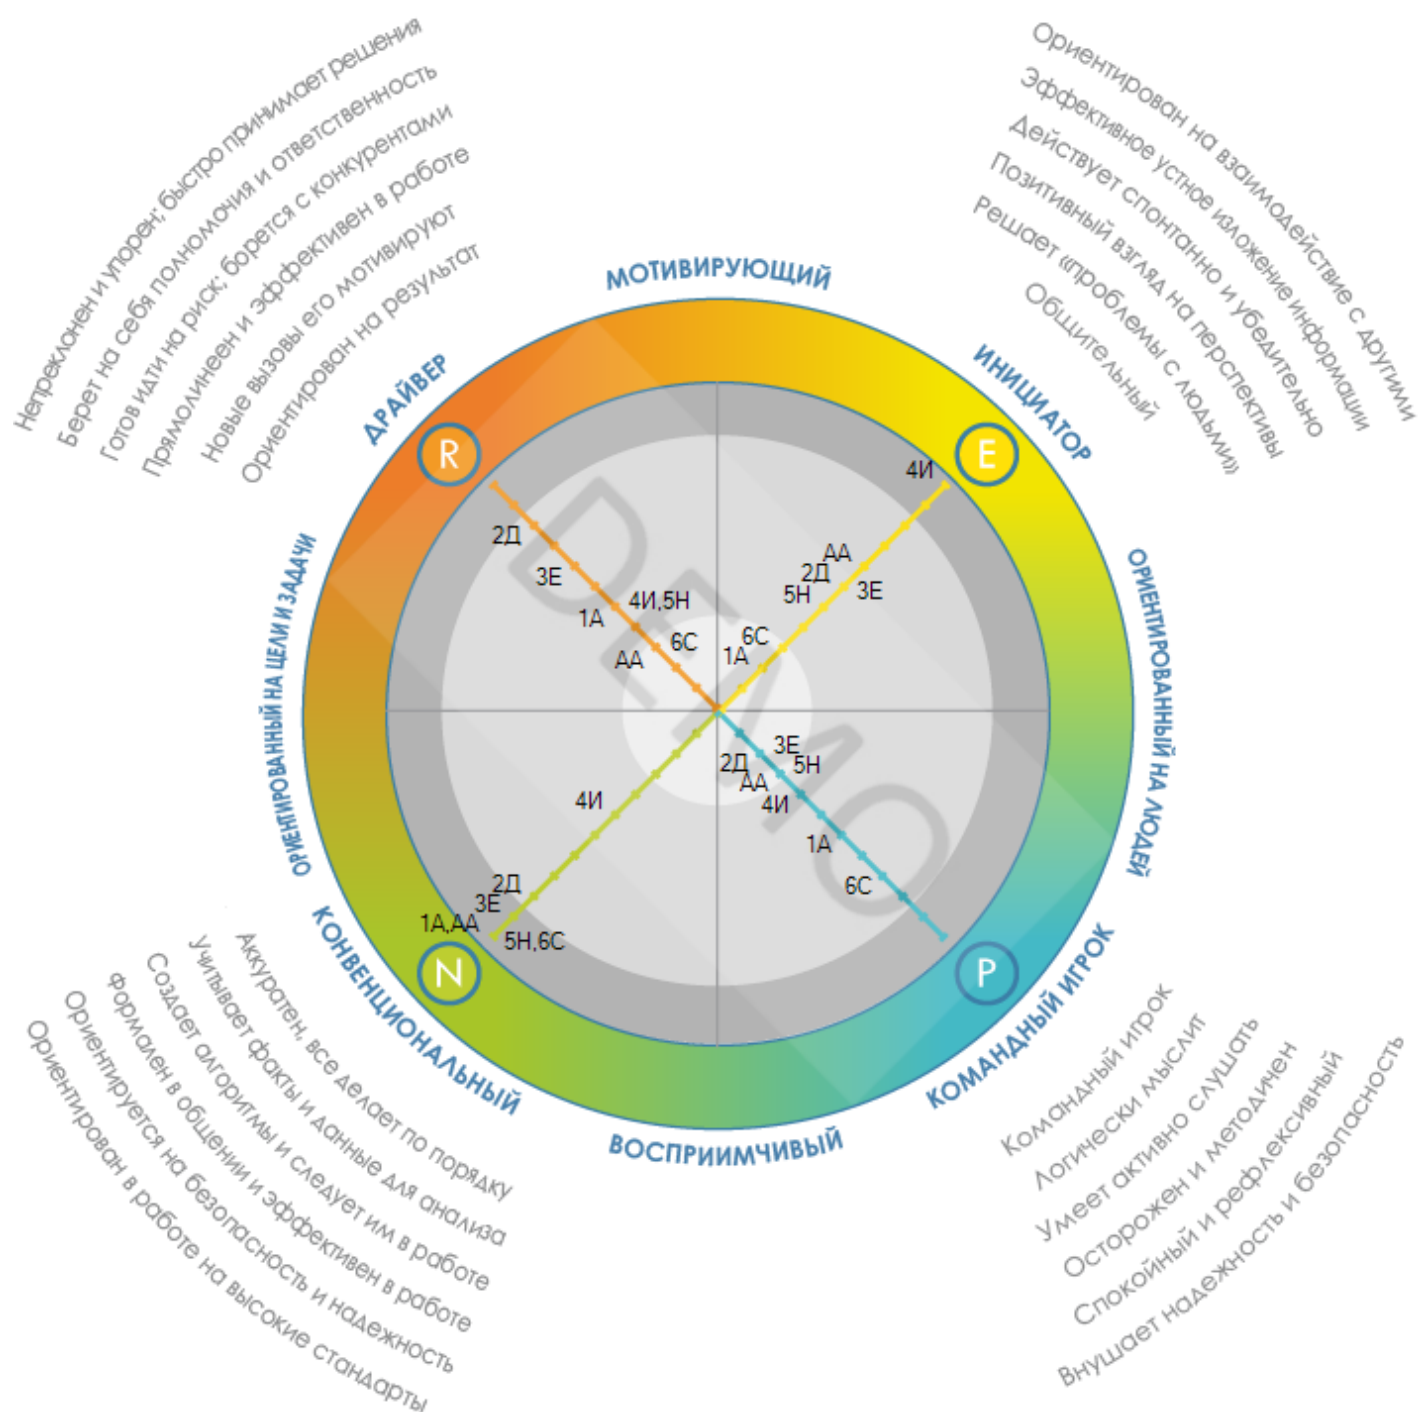 Непреклонен и упорен; быстро принимает решения
Берет на себя полномочия и ответственность
Готов идти на риск; борется с конкурентами
Прямолинеен и эффективен в работе
Новые вызовы его мотивируют
Ориентирован на результат
Ориентирован на взаимодействие с другими
Эффективное устное изложение информации
Действует спонтанно и убедительно
Позитивный взгляд на перспективы
Решает «проблемы с людьми»
Общительный
МОТИВИРУЮЩИЙ
ДРАЙВЕР
ИНИЦИАТОР
R
E
4И
2Д
АА
3Е
2Д
3Е
5Н
4И,5Н
1А
6С
6С
АА
1А
ОРИЕНТИРОВАННЫЙ НА ЦЕЛИ И ЗАДАЧИ
ОРИЕНТИРОВАННЫЙ НА ЛЮДЕЙ
DEMO
3Е
2Д
5Н
АА
4И
4И
1А
2Д
6С
3Е
1А,АА
5Н,6С
N
P
КОНВЕНЦИОНАЛЬНЫЙ
КОМАНДНЫЙ ИГРОК
ВОСПРИИМЧИВЫЙ
Аккуратен, все делает по порядку
Учитывает факты и данные для анализа
Создает алгоритмы и следует им в работе
Формален в общении и эффективен в работе
Ориентируется на безопасность и надежность
Ориентирован в работе на высокие стандарты
Командный игрок
Логически мыслит
Умеет активно слушать
Осторожен и методичен
Спокойный и рефлексивный
Внушает надежность и безопасность